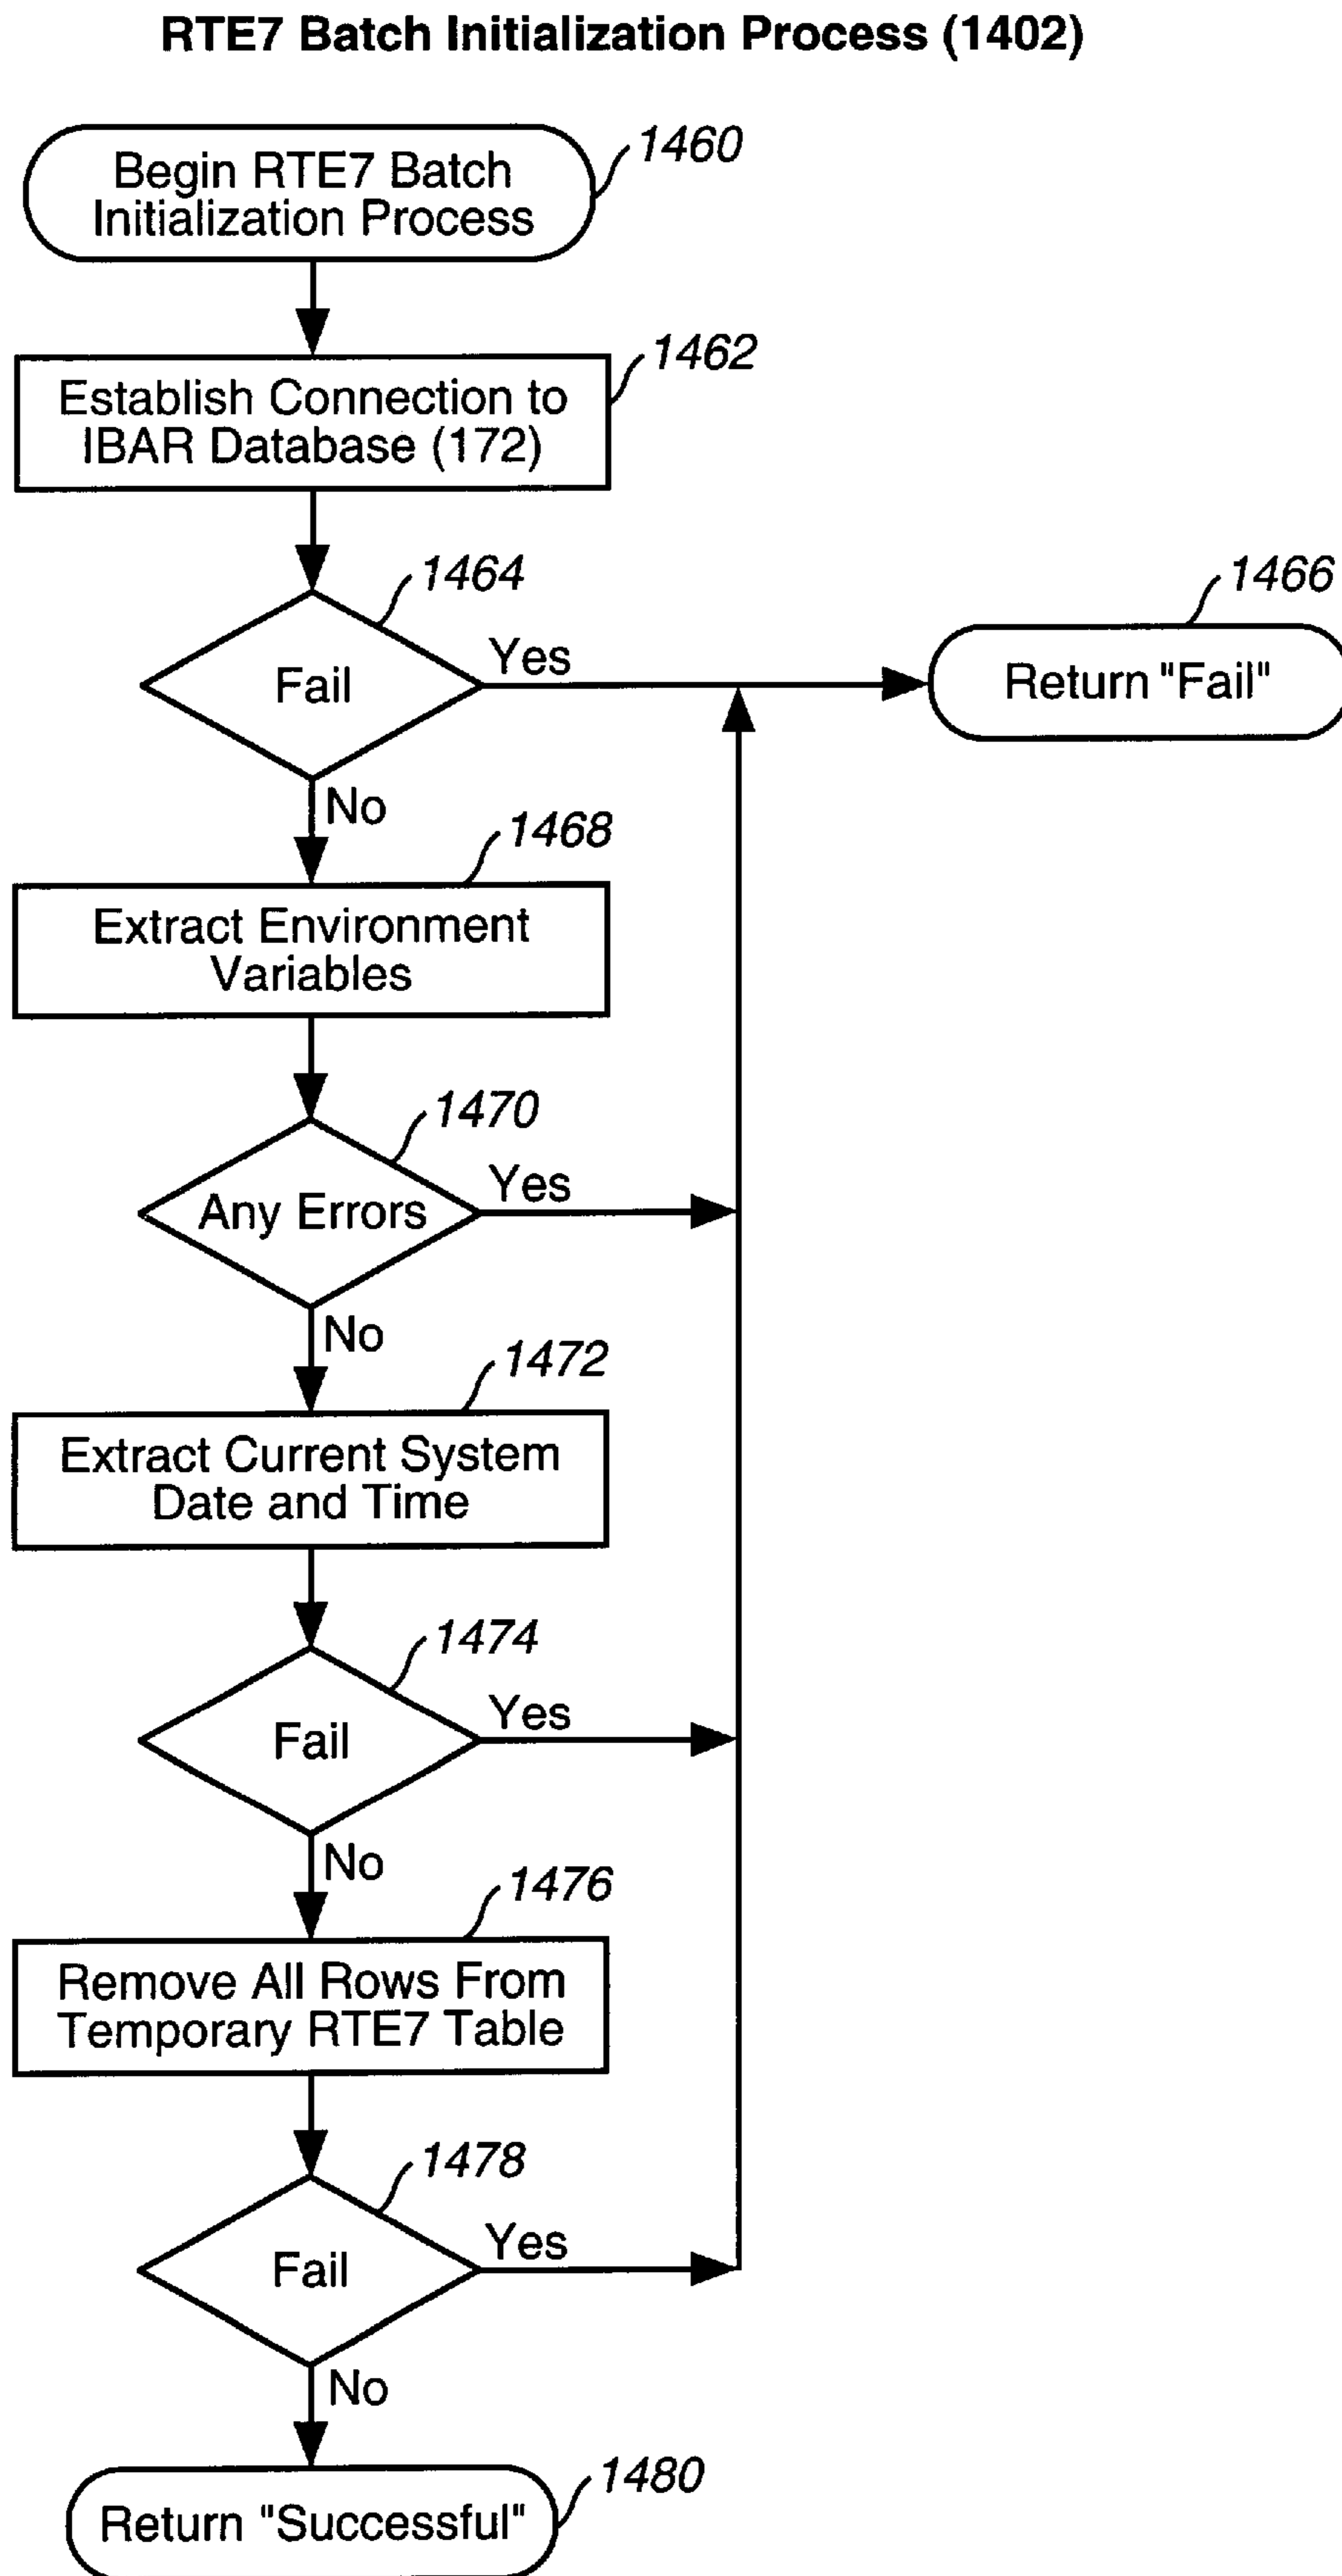 RTE7 Batch Initialization Process (1402)
Begin RTE7 Batch
Initialization Process
1460
Establish Connection to
IBAR Database (172)
1462
1464
Fail
Yes
No
1466
Return "Fail"
1468
Extract Environment
Variables
1470
Any Errors
Yes
No
1472
Extract Current System
Date and Time
1474
Fail
Yes
No
1476
Remove All Rows From
Temporary RTE7 Table
1478
Fail
Yes
No
1480
Return "Successful"